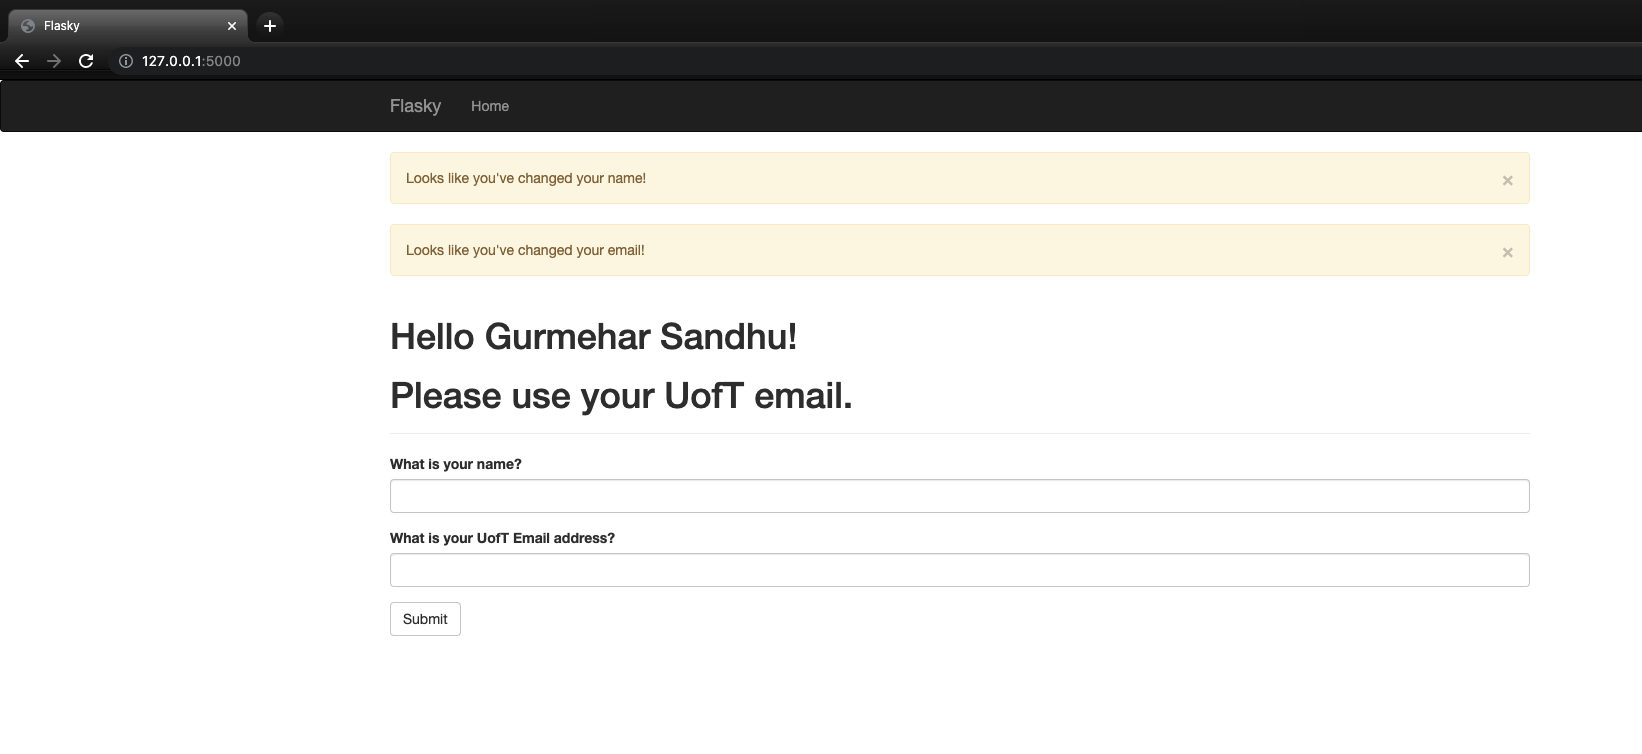 Flasky
127.0.0.1:5000
Flasky Home
Looks like you've changed your name!
Looks like you've changed your email!
Hello Gurmehar Sandhu!
Please use your UofT email.
What is your name?
What is your UofT Email address?
Submit